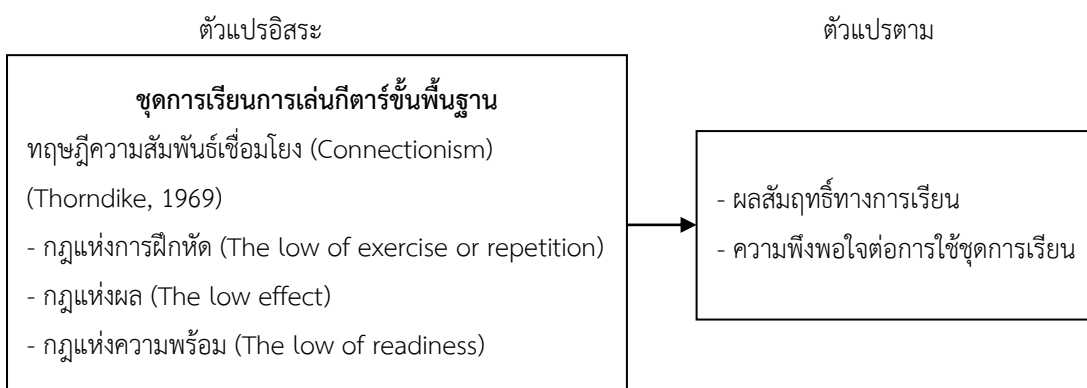 ตัวแปรอิสระ
ชุดการเรียนการเล่นกีตาร์ขั้นพื้นฐาน
ทฤษฎีความสัมพันธ์เชื่อมโยง (Connectionism)
(Thorndike, 1969)
- กฎแห่งการฝึกหัด (The low of exercise or repetition)
- กฎแห่งผล (The low effect)
- กฎแห่งความพร้อม (The low of readiness)
ตัวแปรตาม
- ผลสัมฤทธิ์ทางการเรียน
- ความพึงพอใจต่อการใช้ชุดการเรียน